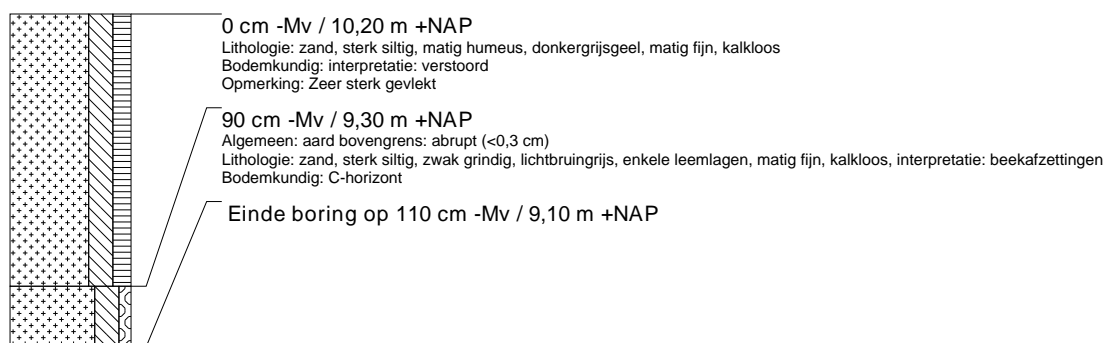 0 cm -Mv / 10,20 m +NAP
Lithologie: zand, sterk siltig, matig humeus, donkergrijsgeel, matig fijn, kalkloos
Bodemkundig: interpretatie: verstoord
Opmerking: Zeer sterk gevlekt
90 cm -Mv / 9,30 m +NAP
Algemeen: aard bovengrens: abrupt (<0,3 cm)
Lithologie: zand, sterk siltig, zwak grindig, lichtbruingrijs, enkele leemlagen, matig fijn, kalkloos, interpretatie: beekafzettingen
Bodemkundig: C-horizont
Einde boring op 110 cm -Mv / 9,10 m +NAP